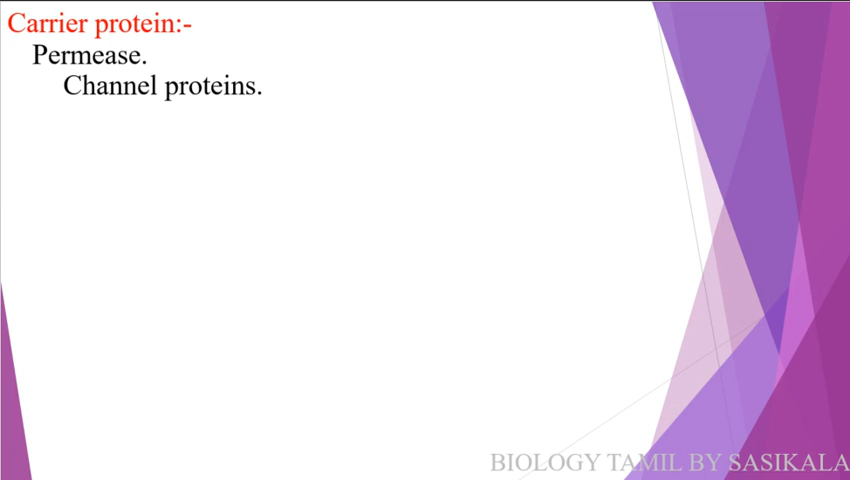 Carrier protein:-
Permease.
Channel proteins.
BIOLOGY TAMIL BY SASIKALA